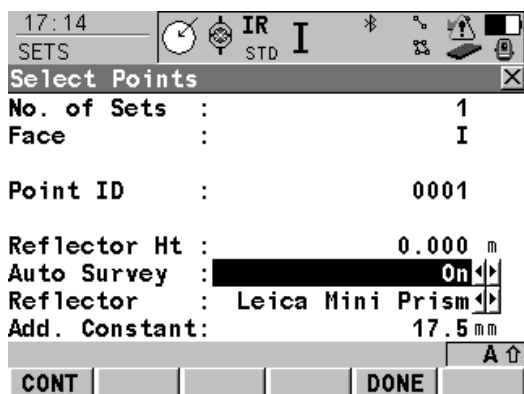 17:14 IR I
SETS STD
Select Points
No. of Sets : 1
Face : I
Point ID : 0001
Reflector Ht : 0.000 m
Auto Survey : On
Reflector : Leica Mini Prism
Add. Constant: 17.5 mm
A
CONT DONE